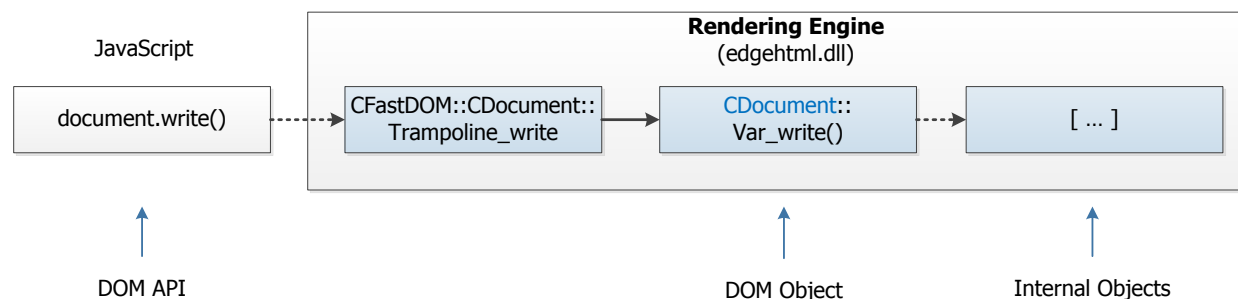 Rendering Engine
(edgehtml.dll)
JavaScript
document.write()
CFastDOM::CDocument::
Trampoline_write
CDocument::
Var_write()
[ ... ]
DOM API
DOM Object
Internal Objects